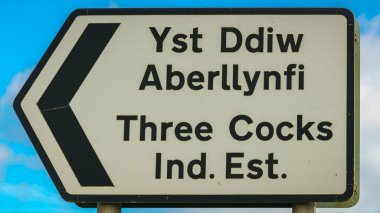 Yst Ddiw
Aberllynfi
Three Cocks
Ind. Est.